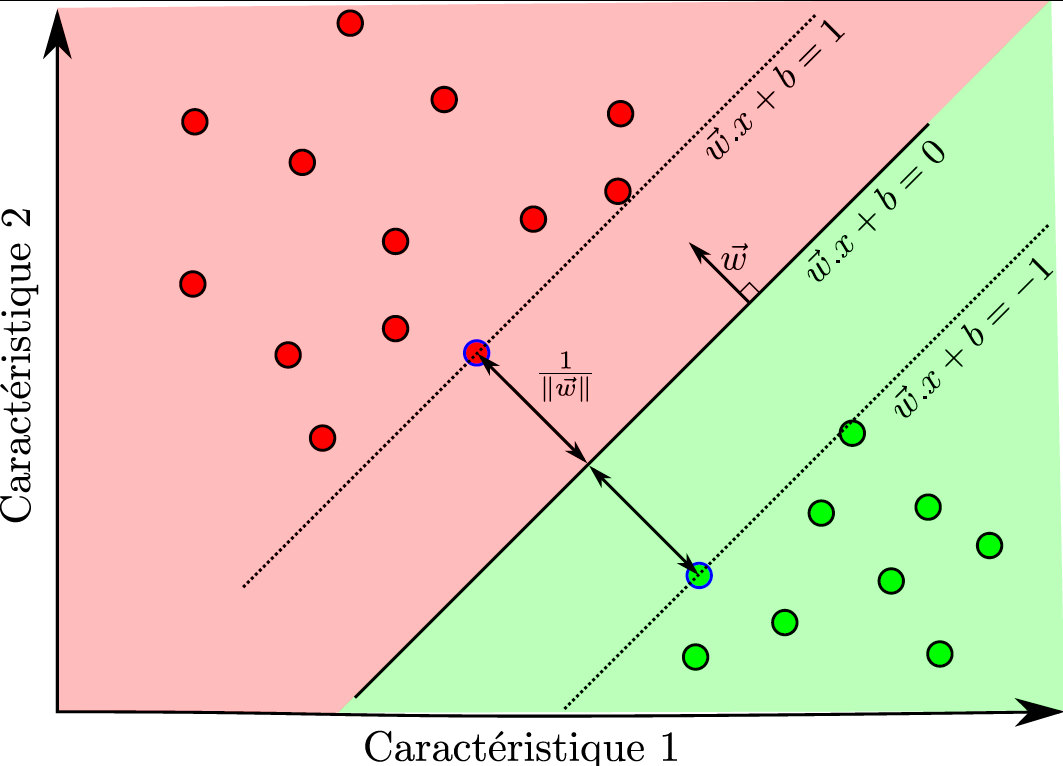 w⃗.x + b = 1
w⃗.x + b = 0
w⃗
w⃗.x + b = −1
1/‖w⃗‖
Caractéristique 2
Caractéristique 1